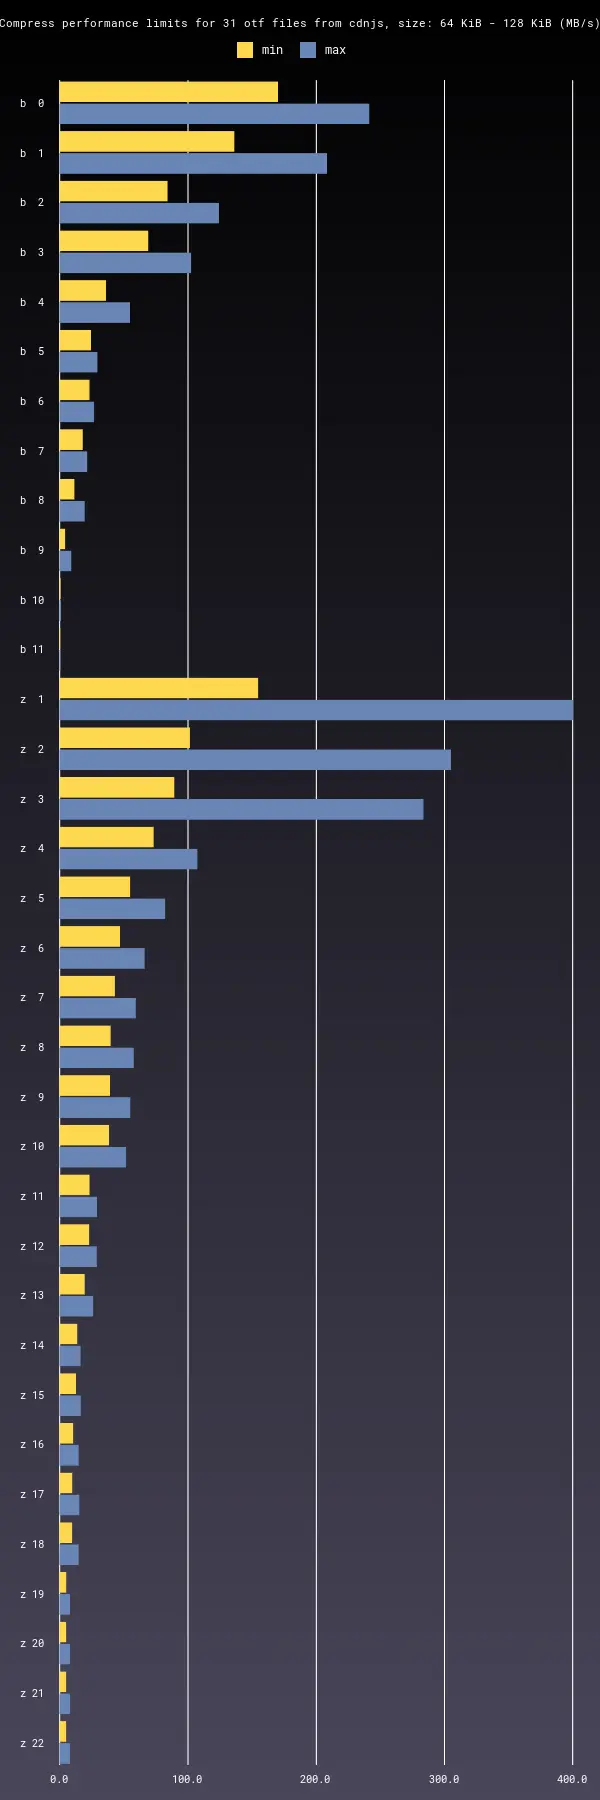 Compress performance limits for 31 otf files from cdnjs, size: 64 KiB - 128 KiB (MB/s)
min max
b 0
b 1
b 2
b 3
b 4
b 5
b 6
b 7
b 8
b 9
b 10
b 11
z 1
z 2
z 3
z 4
z 5
z 6
z 7
z 8
z 9
z 10
z 11
z 12
z 13
z 14
z 15
z 16
z 17
z 18
z 19
z 20
z 21
z 22
0.0 100.0 200.0 300.0 400.0